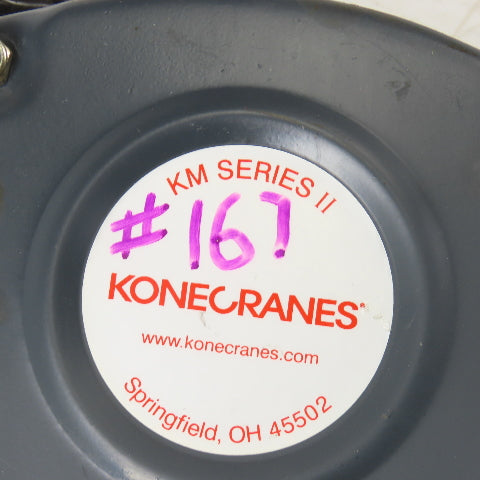 KM SERIES II
#167
KONECRANES®
www.konecranes.com
Springfield, OH 45502